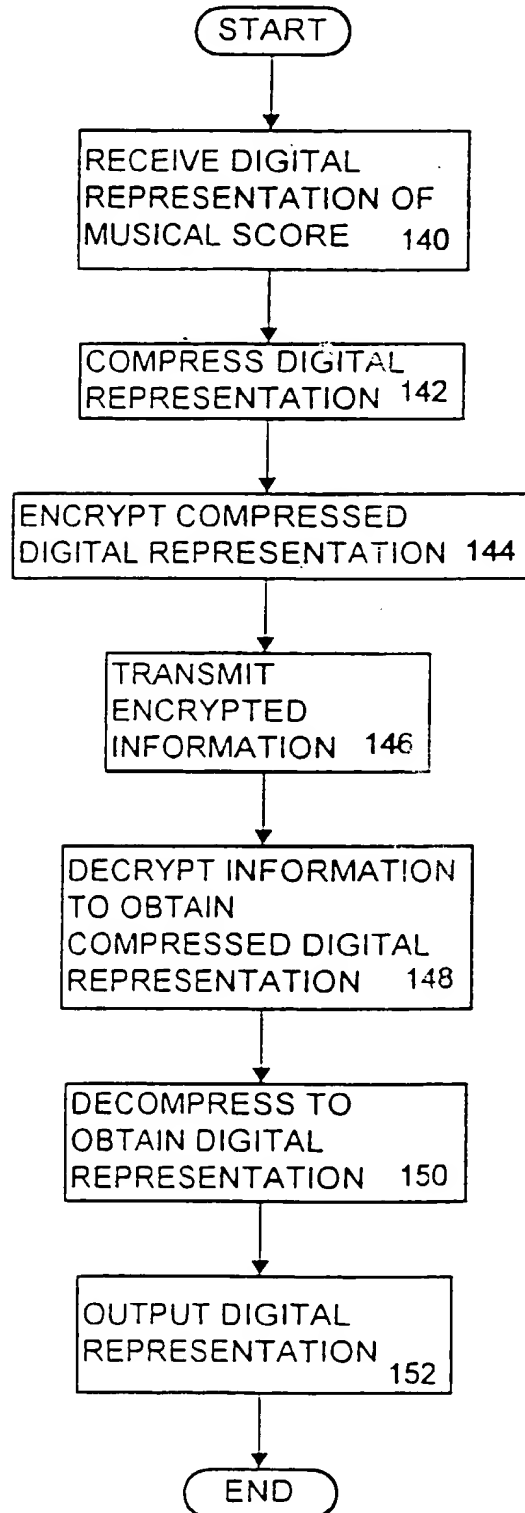 START
RECEIVE DIGITAL
REPRESENTATION OF
MUSICAL SCORE 140
COMPRESS DIGITAL
REPRESENTATION 142
ENCRYPT COMPRESSED
DIGITAL REPRESENTATION 144
TRANSMIT
ENCRYPTED
INFORMATION 146
DECRYPT INFORMATION
TO OBTAIN
COMPRESSED DIGITAL
REPRESENTATION 148
DECOMPRESS TO
OBTAIN DIGITAL
REPRESENTATION 150
OUTPUT DIGITAL
REPRESENTATION
152
END